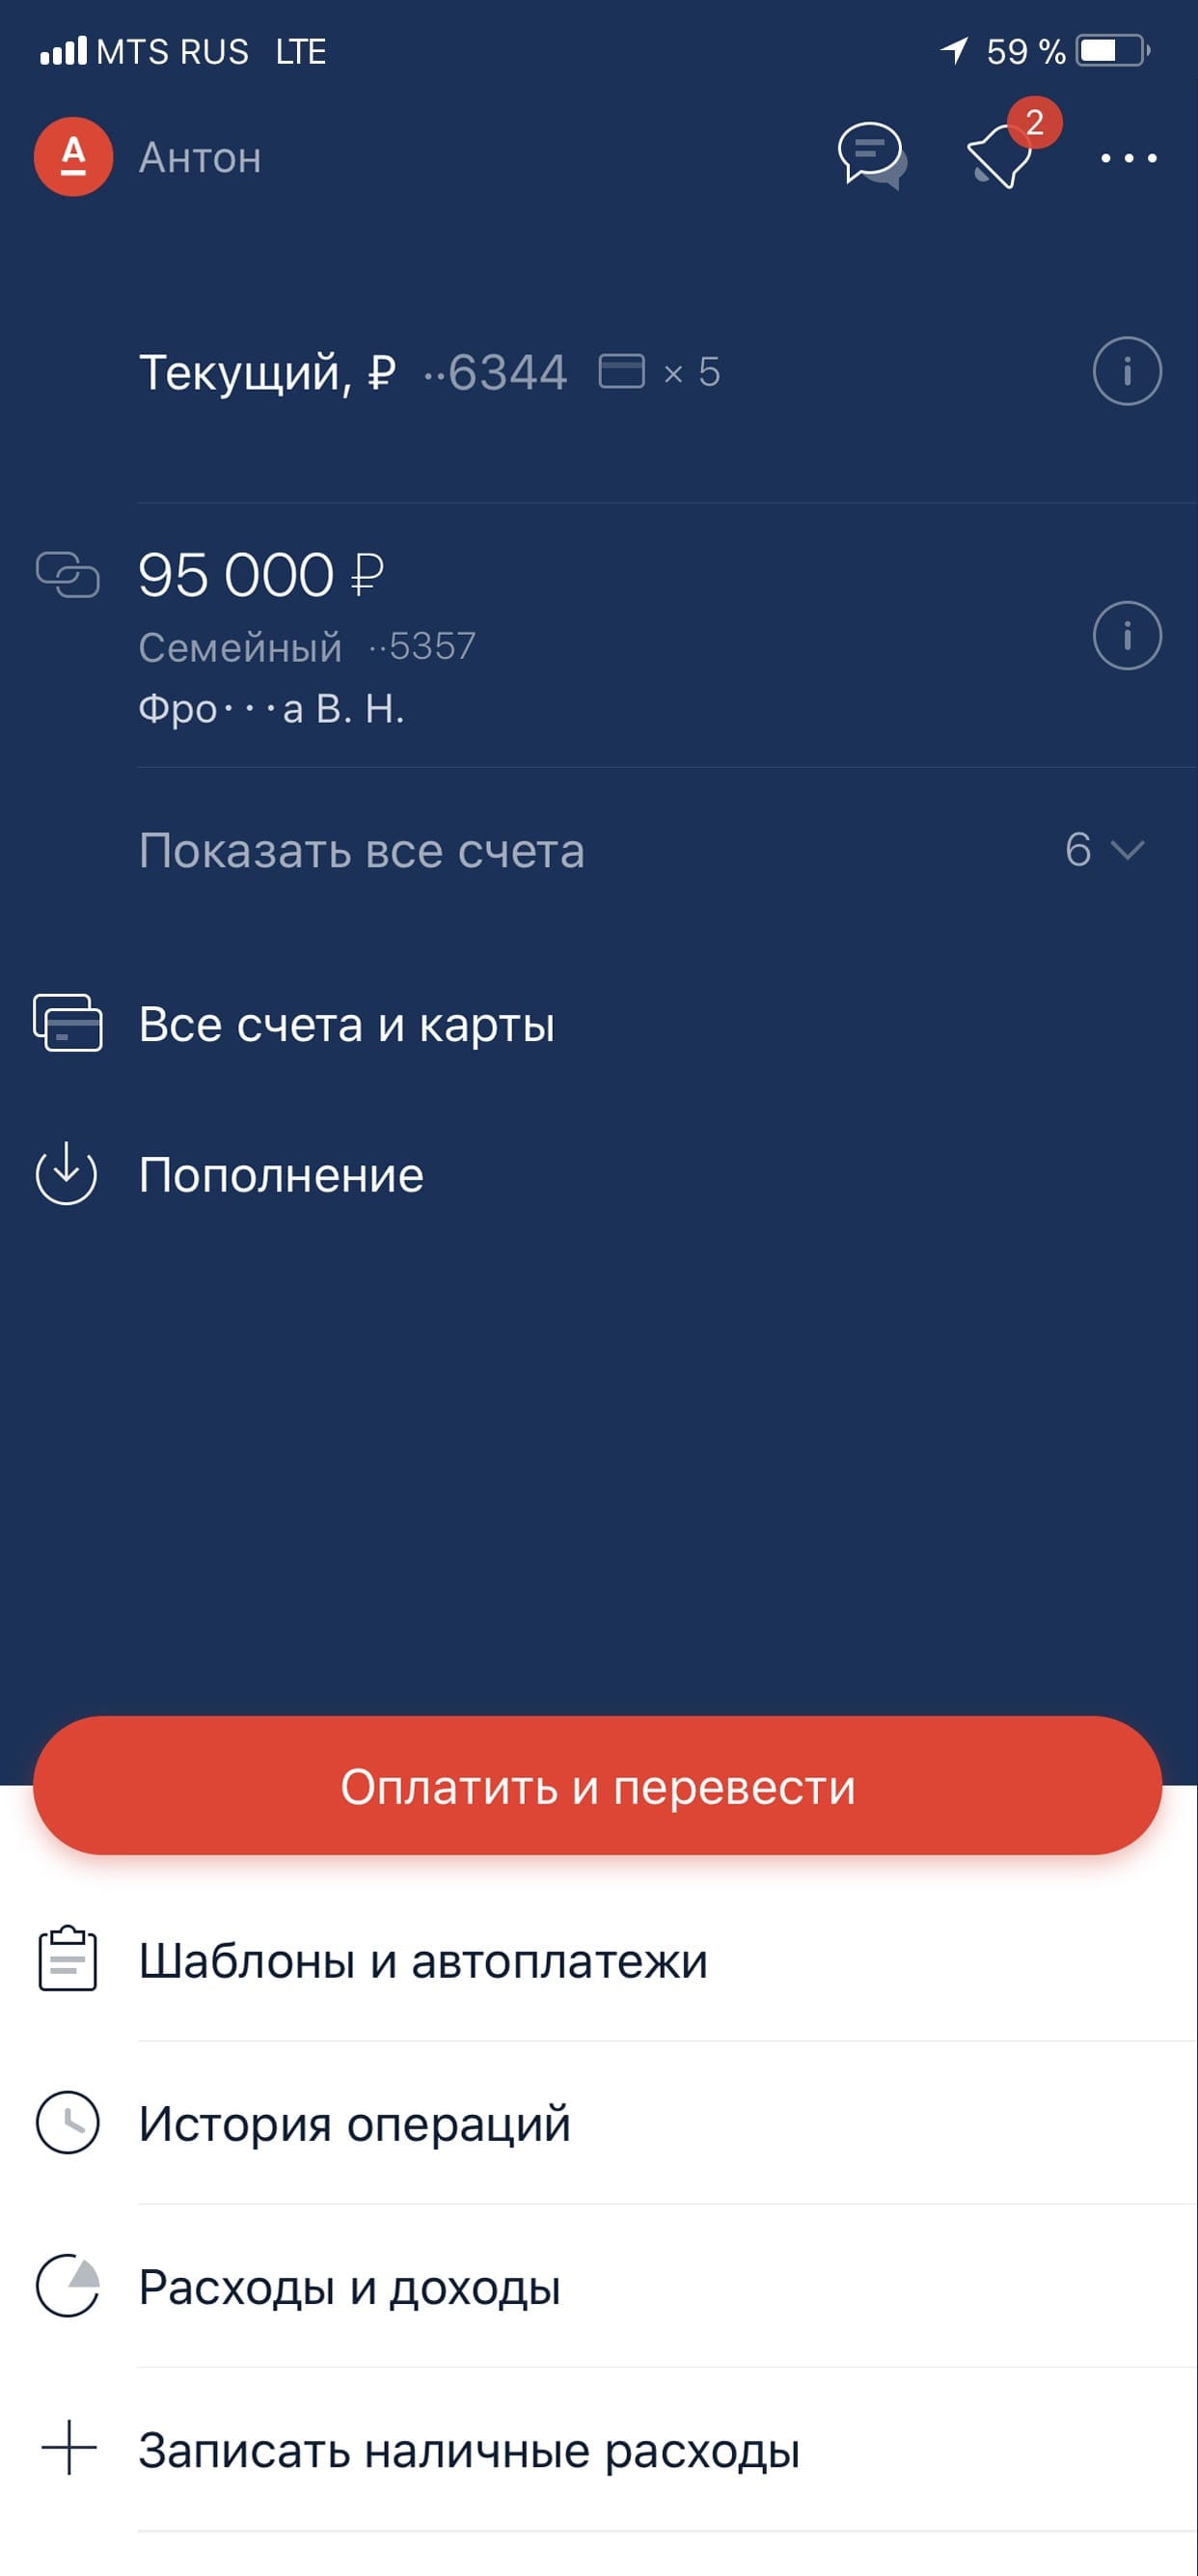 MTS RUS LTE 59 %
А Антон 2
Текущий, ₽ ··6344 × 5
95 000 ₽
Семейный ··5357
Фро···а В. Н.
Показать все счета 6
Все счета и карты
Пополнение
Оплатить и перевести
Шаблоны и автоплатежи
История операций
Расходы и доходы
Записать наличные расходы